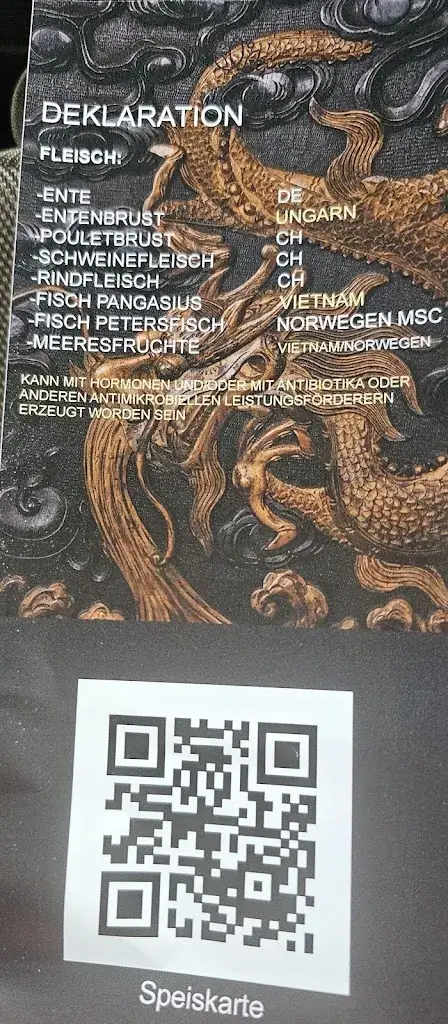 DEKLARATION
FLEISCH:
-ENTE DE
-ENTENBRUST UNGARN
-POULETBRUST CH
-SCHWEINEFLEISCH CH
-RINDFLEISCH CH
-FISCH PANGASIUS VIETNAM
-FISCH PETERSFISCH NORWEGEN MSC
-MEERESFRÜCHTE VIETNAM/NORWEGEN
KANN MIT HORMONEN UND/ODER MIT ANTIBIOTIKA ODER
ANDEREN ANTIMIKROBIELLEN LEISTUNGSFÖRDERERN
ERZEUGT WORDEN SEIN
Speiskarte